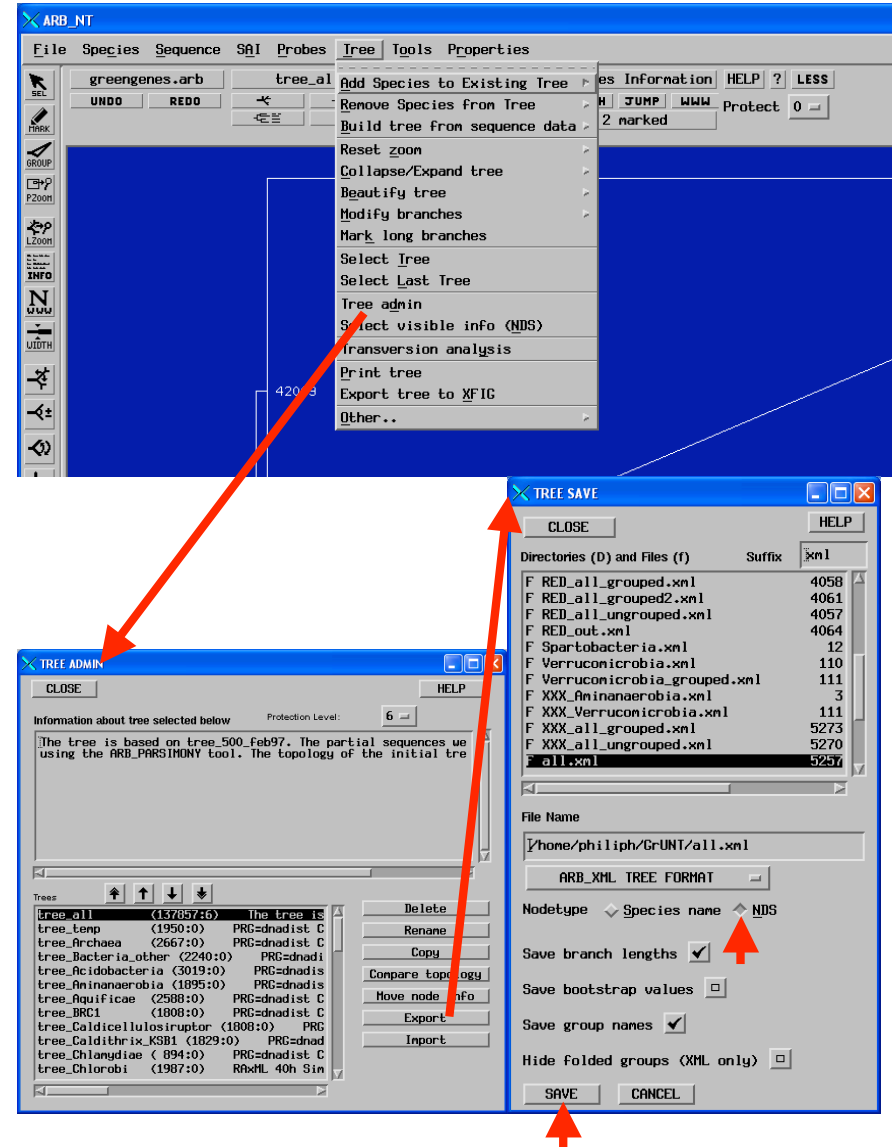 ARB_NT
File Species Sequence SAI Probes Tree Tools Properties
SEL
greengenes.arb
HELP ? LESS
UNDO REDO
JUMP WWW Protect 0
2 marked
MARK
GROUP
PZoom
LZoom
INFO
N
WWW
WIDTH
Add Species to Existing Tree
Remove Species from Tree
Build tree from sequence data
Reset zoom
Collapse/Expand tree
Beautify tree
Modify branches
Mark long branches
Select Tree
Select Last Tree
Tree admin
Select visible info (NDS)
Transversion analysis
Print tree
Export tree to XFIG
Other..
TREE ADMIN
CLOSE HELP
Information about tree selected below Protection Level: 6
The tree is based on tree_500_feb97. The partial sequences we
using the ARB_PARSIMONY tool. The topology of the initial tre
Trees
tree_all (137857:6) The tree is
tree_temp (1950:0) PRG=dnadist C
tree_Archaea (2667:0) PRG=dnadist C
tree_Bacteria_other (2240:0) PRG=dnadi
tree_Acidobacteria (3019:0) PRG=dnadis
tree_Aminanaerobia (1895:0) PRG=dnadis
tree_Aquificae (2588:0) PRG=dnadist C
tree_BRC1 (1808:0) PRG=dnadist C
tree_Caldicellulosiruptor (1808:0) PRG
tree_Caldithrix_KSB1 (1829:0) PRG=dnad
tree_Chlamydiae ( 894:0) PRG=dnadist C
tree_Chlorobi (1987:0) RAxML 40h Sim
Delete
Rename
Copy
Compare topology
Move node info
Export
Import
TREE SAVE
CLOSE HELP
Directories (D) and Files (f) Suffix xml
F RED_all_grouped.xml 4058
F RED_all_grouped2.xml 4061
F RED_all_ungrouped.xml 4057
F RED_out.xml 4064
F Spartobacteria.xml 12
F Verrucomicrobia.xml 110
F Verrucomicrobia_grouped.xml 111
F XXX_Aminanaerobia.xml 3
F XXX_Verrucomicrobia.xml 111
F XXX_all_grouped.xml 5273
F XXX_all_ungrouped.xml 5270
F all.xml 5257
File Name
/home/philiph/GrUNT/all.xml
ARB_XML TREE FORMAT
Nodetype Species name NDS
Save branch lengths
Save bootstrap values
Save group names
Hide folded groups (XML only)
SAVE CANCEL